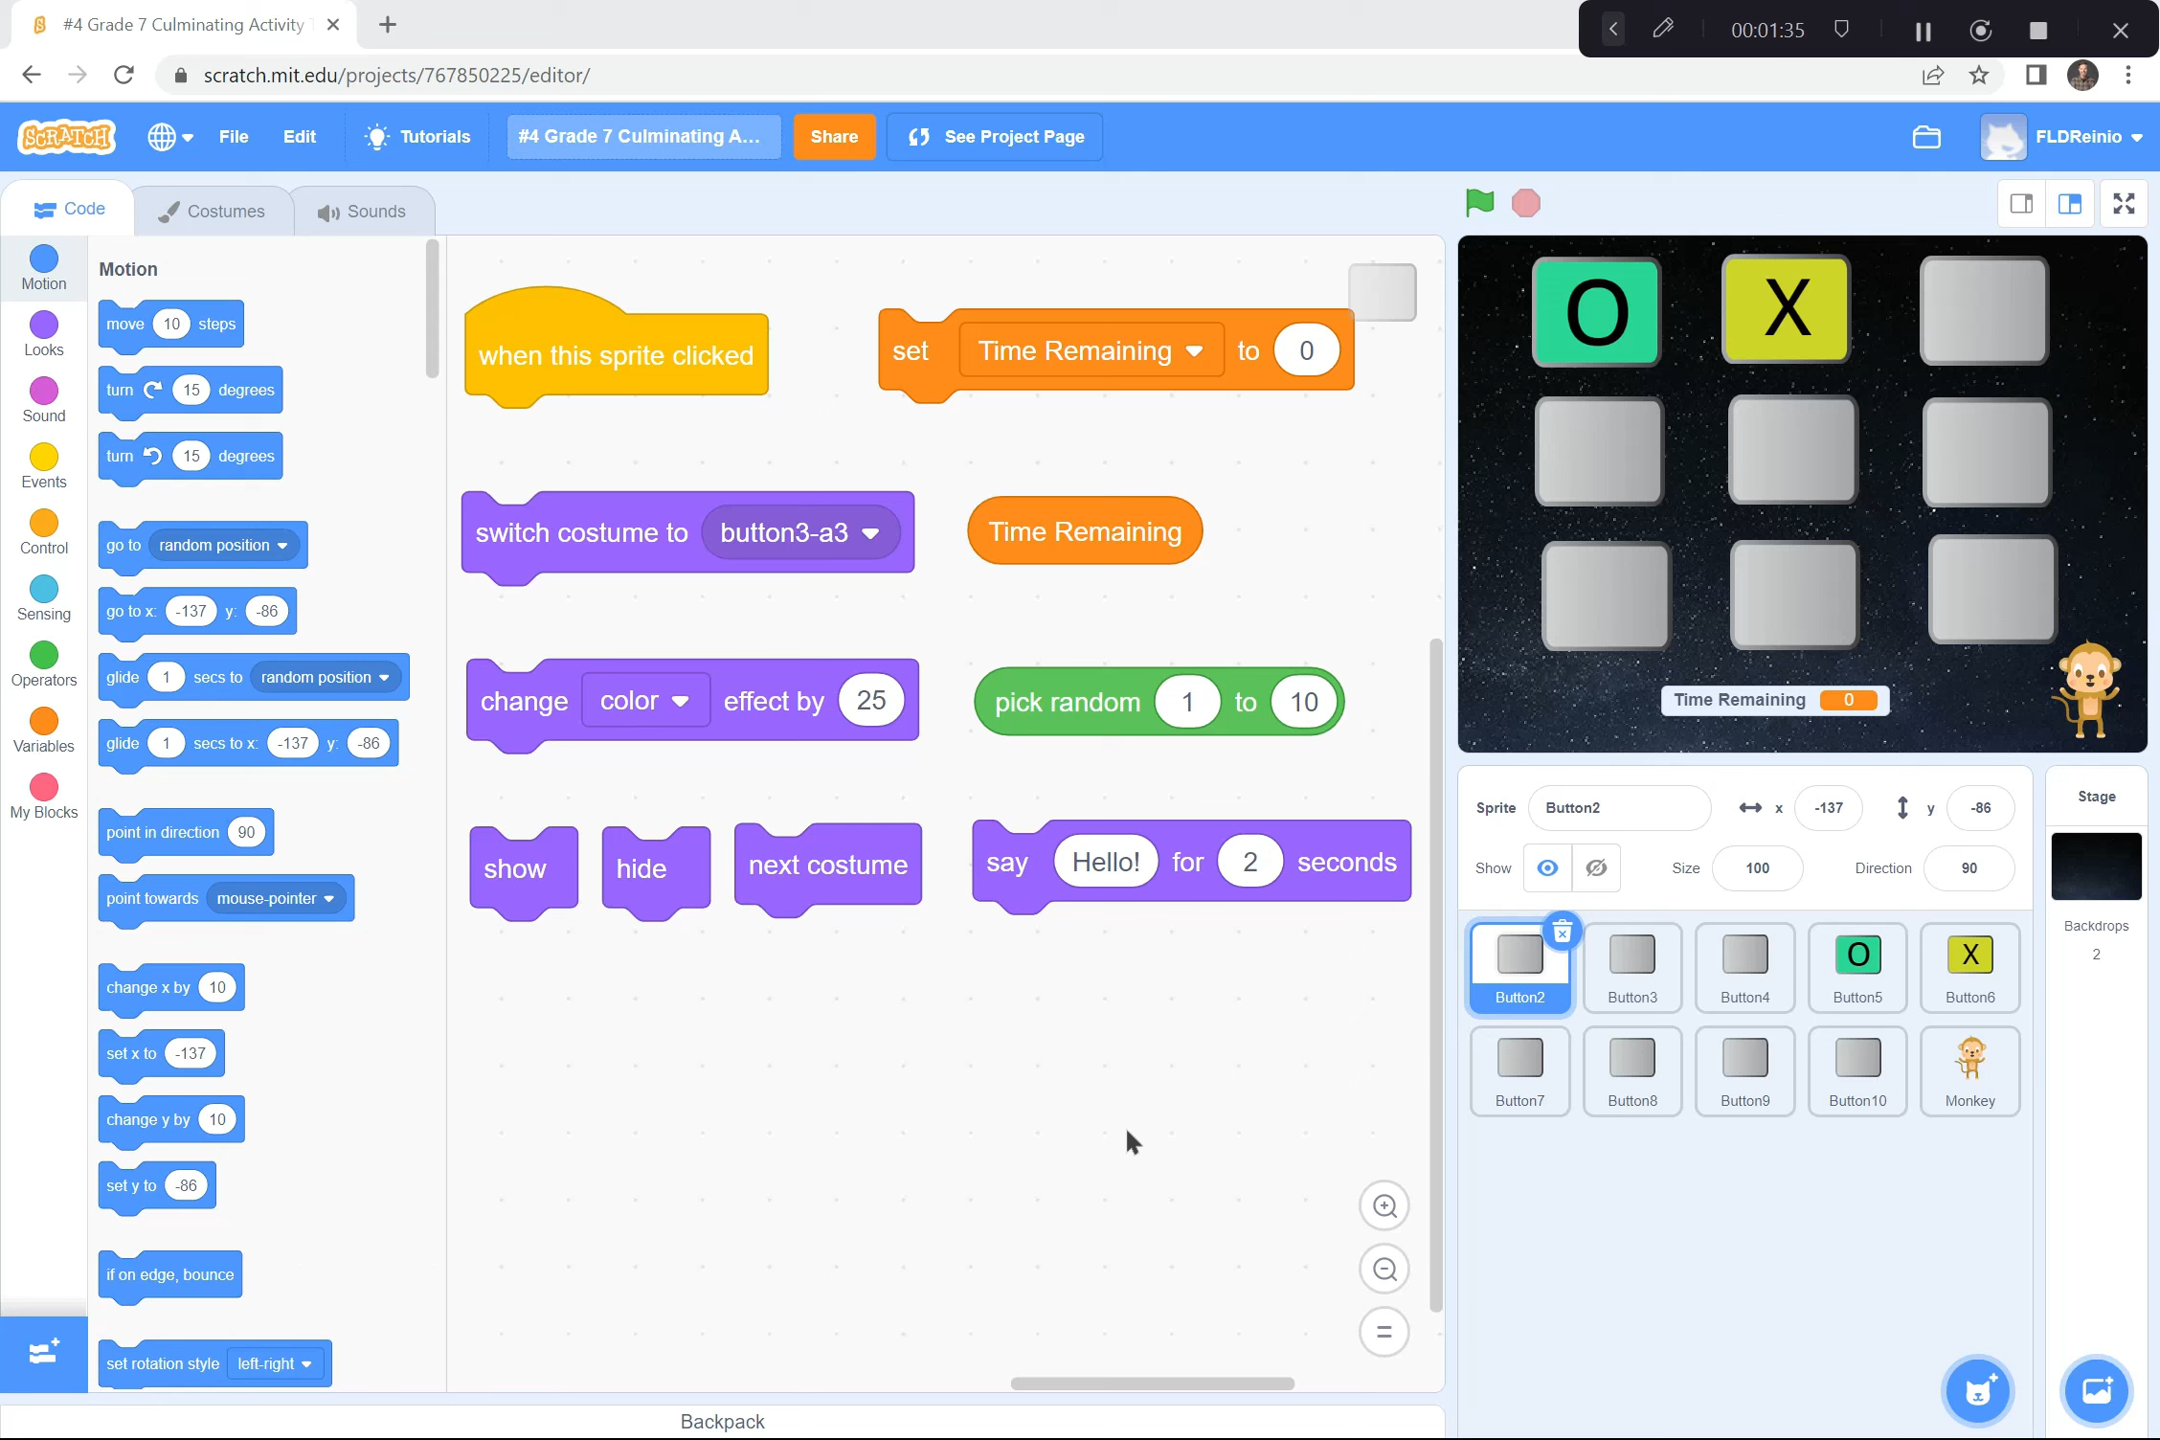 #4 Grade 7 Culminating Activity
00:01:35
scratch.mit.edu/projects/767850225/editor/
SCRATCH
File
Edit
Tutorials
#4 Grade 7 Culminating A...
Share
See Project Page
FLDReinio
Code
Costumes
Sounds
Motion
Looks
Sound
Events
Control
Sensing
Operators
Variables
My Blocks
Motion
move 10 steps
turn 15 degrees
turn 15 degrees
go to random position
go to x: -137 y: -86
glide 1 secs to random position
glide 1 secs to x: -137 y: -86
point in direction 90
point towards mouse-pointer
change x by 10
set x to -137
change y by 10
set y to -86
if on edge, bounce
set rotation style left-right
when this sprite clicked
set Time Remaining to 0
switch costume to button3-a3
Time Remaining
change color effect by 25
pick random 1 to 10
show
hide
next costume
say Hello! for 2 seconds
O
X
Time Remaining 0
Sprite Button2 x -137 y -86
Show Size 100 Direction 90
Stage
Backdrops
2
O
X
Button2
Button3
Button4
Button5
Button6
Button7
Button8
Button9
Button10
Monkey
Backpack